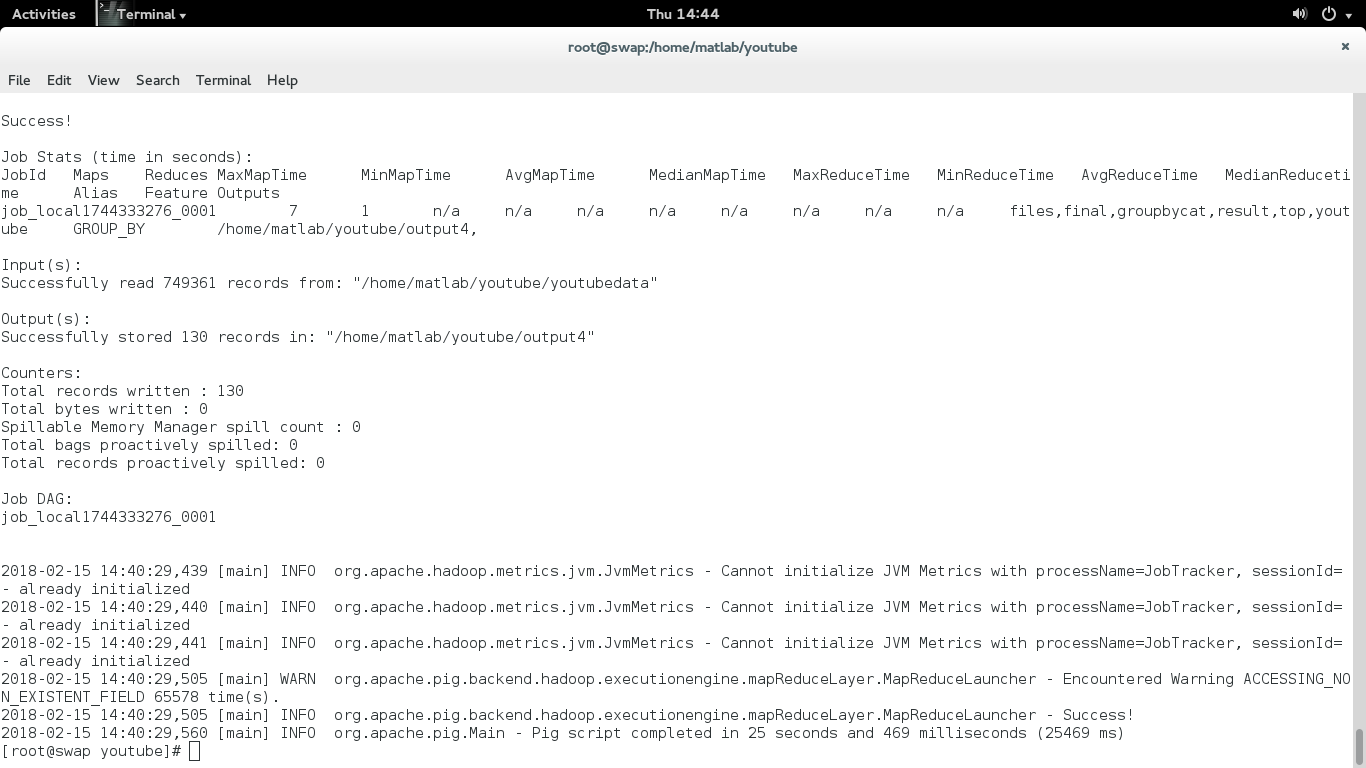 Activities Terminal Thu 14:44
root@swap:/home/matlab/youtube ×
File Edit View Search Terminal Help
Success!
Job Stats (time in seconds):
JobId Maps Reduces MaxMapTime MinMapTime AvgMapTime MedianMapTime MaxReduceTime MinReduceTime AvgReduceTime MedianReduceti
me Alias Feature Outputs
job_local1744333276_0001 7 1 n/a n/a n/a n/a n/a n/a n/a n/a files,final,groupbycat,result,top,yout
ube GROUP_BY /home/matlab/youtube/output4,
Input(s):
Successfully read 749361 records from: "/home/matlab/youtube/youtubedata"
Output(s):
Successfully stored 130 records in: "/home/matlab/youtube/output4"
Counters:
Total records written : 130
Total bytes written : 0
Spillable Memory Manager spill count : 0
Total bags proactively spilled: 0
Total records proactively spilled: 0
Job DAG:
job_local1744333276_0001
2018-02-15 14:40:29,439 [main] INFO org.apache.hadoop.metrics.jvm.JvmMetrics - Cannot initialize JVM Metrics with processName=JobTracker, sessionId=
- already initialized
2018-02-15 14:40:29,440 [main] INFO org.apache.hadoop.metrics.jvm.JvmMetrics - Cannot initialize JVM Metrics with processName=JobTracker, sessionId=
- already initialized
2018-02-15 14:40:29,441 [main] INFO org.apache.hadoop.metrics.jvm.JvmMetrics - Cannot initialize JVM Metrics with processName=JobTracker, sessionId=
- already initialized
2018-02-15 14:40:29,505 [main] WARN org.apache.pig.backend.hadoop.executionengine.mapReduceLayer.MapReduceLauncher - Encountered Warning ACCESSING_NO
N_EXISTENT_FIELD 65578 time(s).
2018-02-15 14:40:29,505 [main] INFO org.apache.pig.backend.hadoop.executionengine.mapReduceLayer.MapReduceLauncher - Success!
2018-02-15 14:40:29,560 [main] INFO org.apache.pig.Main - Pig script completed in 25 seconds and 469 milliseconds (25469 ms)
[root@swap youtube]#